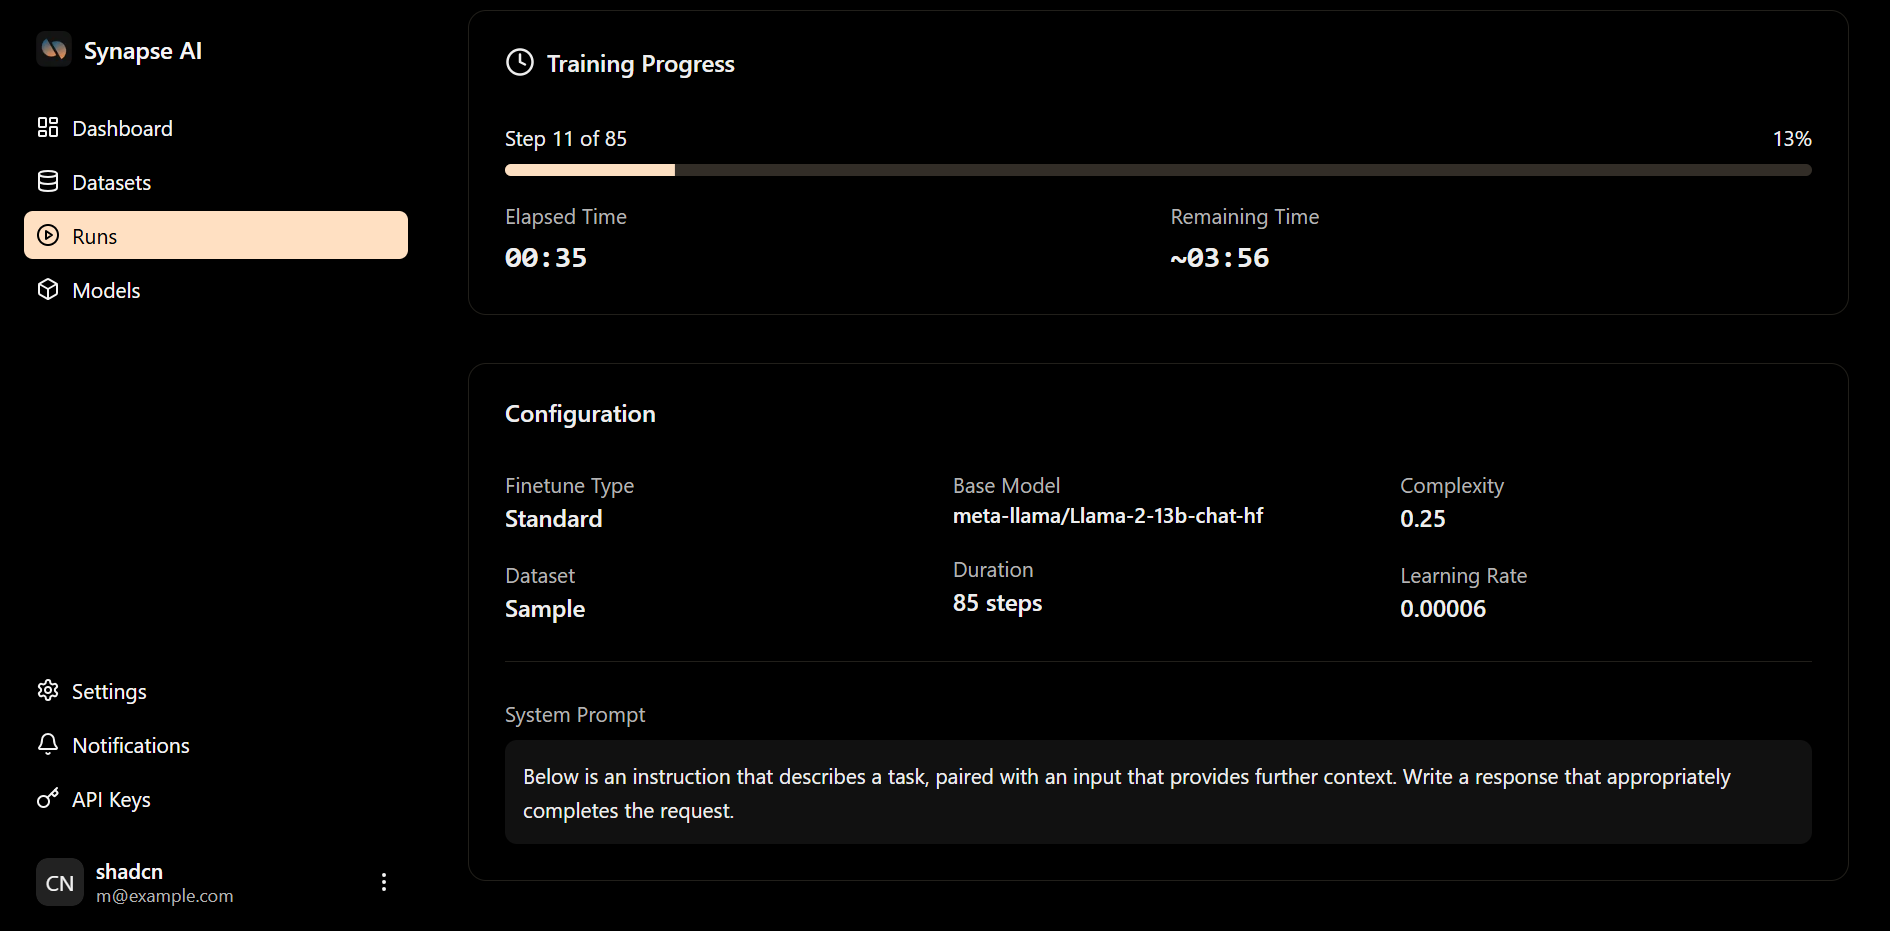 Synapse AI
Dashboard
Datasets
Runs
Models
Settings
Notifications
API Keys
CN
shadcn
m@example.com
Training Progress
Step 11 of 85
13%
Elapsed Time
00:35
Remaining Time
~03:56
Configuration
Finetune Type
Standard
Base Model
meta-llama/Llama-2-13b-chat-hf
Complexity
0.25
Dataset
Sample
Duration
85 steps
Learning Rate
0.00006
System Prompt
Below is an instruction that describes a task, paired with an input that provides further context. Write a response that appropriately
completes the request.